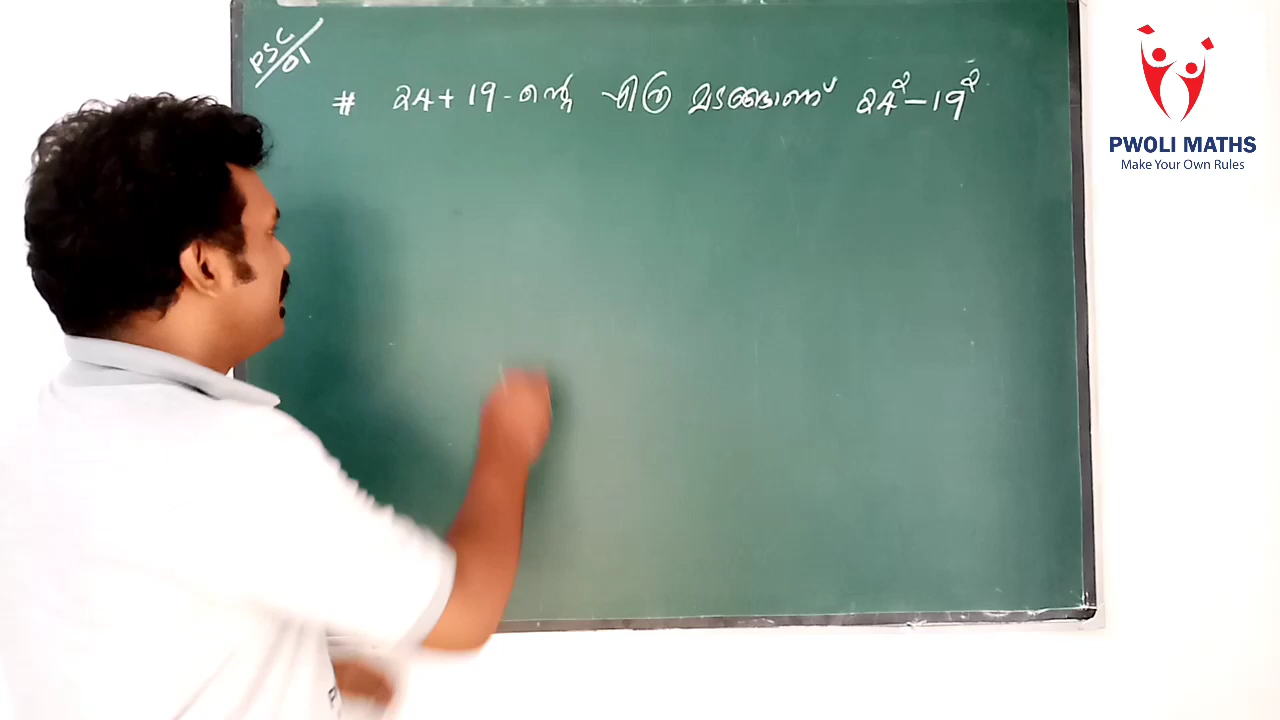 PSC/01
# 24+19-ന്റെ എത്ര മടങ്ങാണ് 24²-19²
PWOLI MATHS
Make Your Own Rules